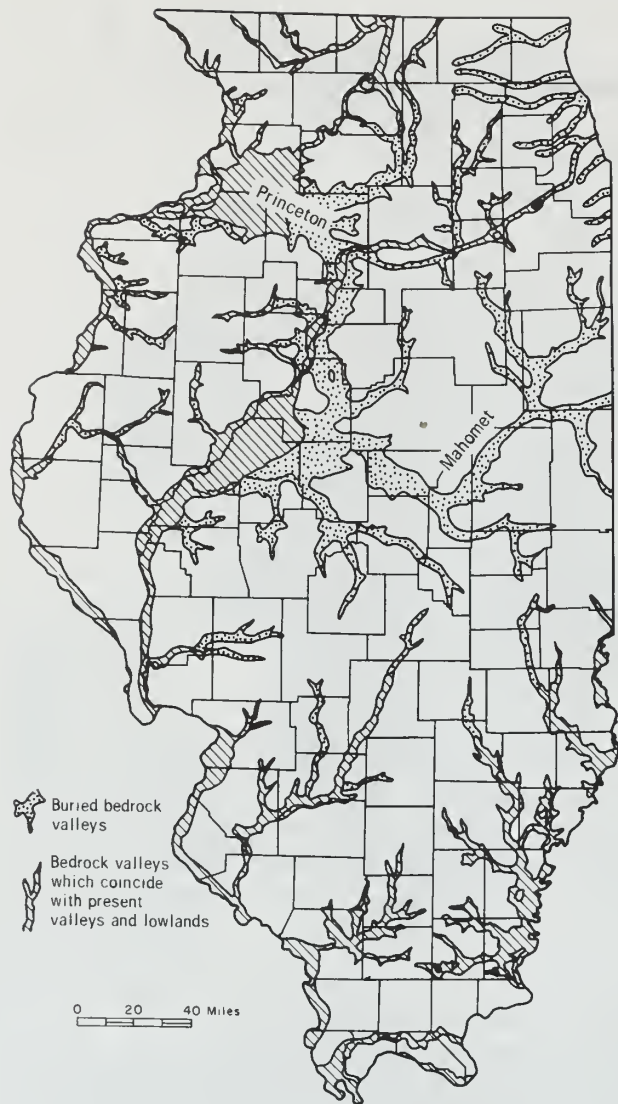 Princeton
Mahomet
Buried bedrock
valleys
Bedrock valleys
which coincide
with present
valleys and lowlands
0 20 40 Miles